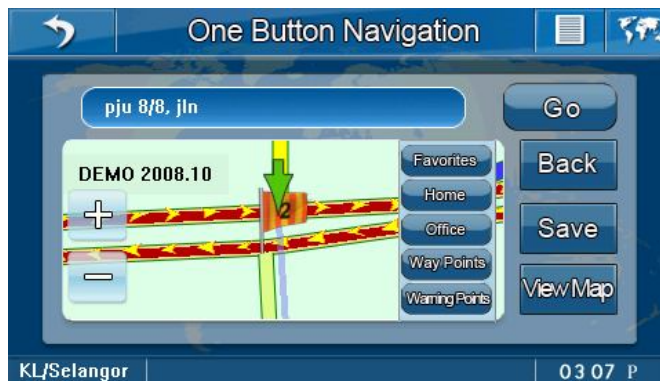 One Button Navigation
pju 8/8, jln
Go
DEMO 2008.10
Favorites
Home
Office
Way Points
Warning Points
Back
Save
View Map
2
KL/Selangor
03 07 P